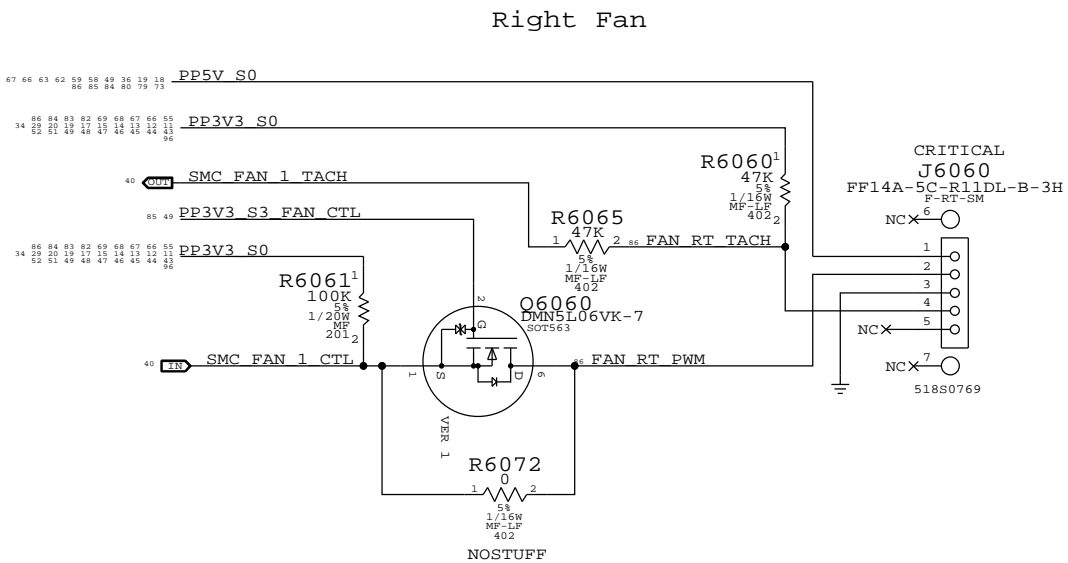 Right Fan
67 66 63 62 59 58 49 36 19 18
86 85 84 80 79 73
PP5V_S0
86 84 83 82 69 68 67 66 55
34 29 20 19 17 15 14 13 12 11
52 51 49 48 47 46 45 44 43
96
PP3V3_S0
40 OUT SMC_FAN_1_TACH
85 49 PP3V3_S3_FAN_CTL
86 84 83 82 69 68 67 66 55
34 29 20 19 17 15 14 13 12 11
52 51 49 48 47 46 45 44 43
96
PP3V3_S0
R6061 1
100K
5%
1/20W
MF
201 2
40 IN SMC_FAN_1_CTL
R6060 1
47K
5%
1/16W
MF-LF
402 2
R6065
47K
1 2
5%
1/16W
MF-LF
402
86 FAN_RT_TACH
Q6060
DMN5L06VK-7
SOT563
2
G
S
D
1
6
VER 1
86 FAN_RT_PWM
R6072
0
1 2
5%
1/16W
MF-LF
402
NOSTUFF
CRITICAL
J6060
FF14A-5C-R11DL-B-3H
F-RT-SM
NC 6
1
2
3
4
NC 5
NC 7
518S0769